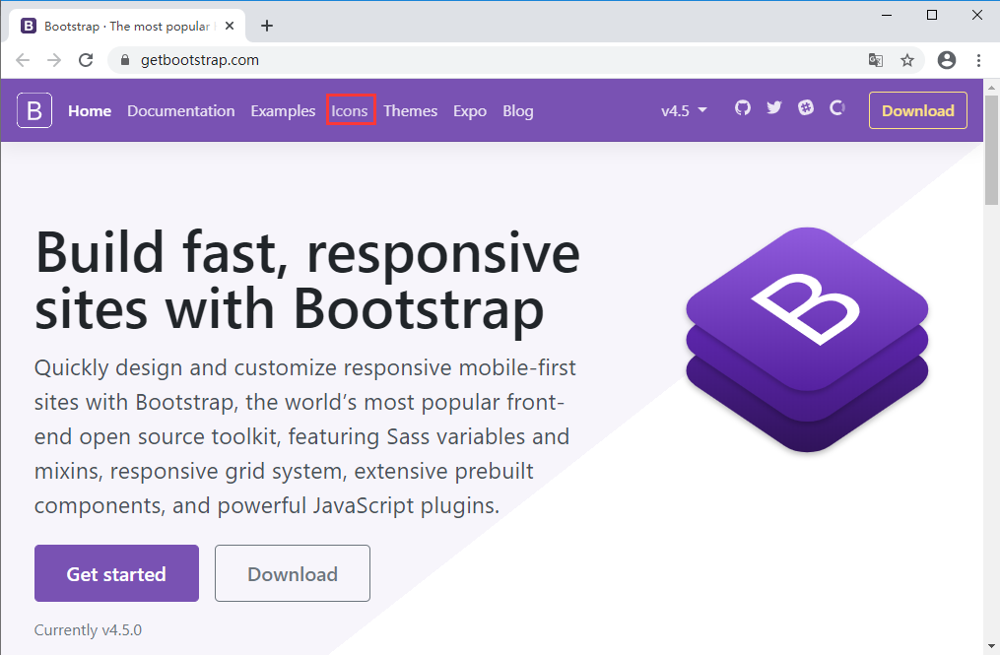 B Bootstrap · The most popular
getbootstrap.com
B Home Documentation Examples Icons Themes Expo Blog v4.5 Download
Build fast, responsive
sites with Bootstrap
B
Quickly design and customize responsive mobile-first
sites with Bootstrap, the world’s most popular front-
end open source toolkit, featuring Sass variables and
mixins, responsive grid system, extensive prebuilt
components, and powerful JavaScript plugins.
Get started Download
Currently v4.5.0